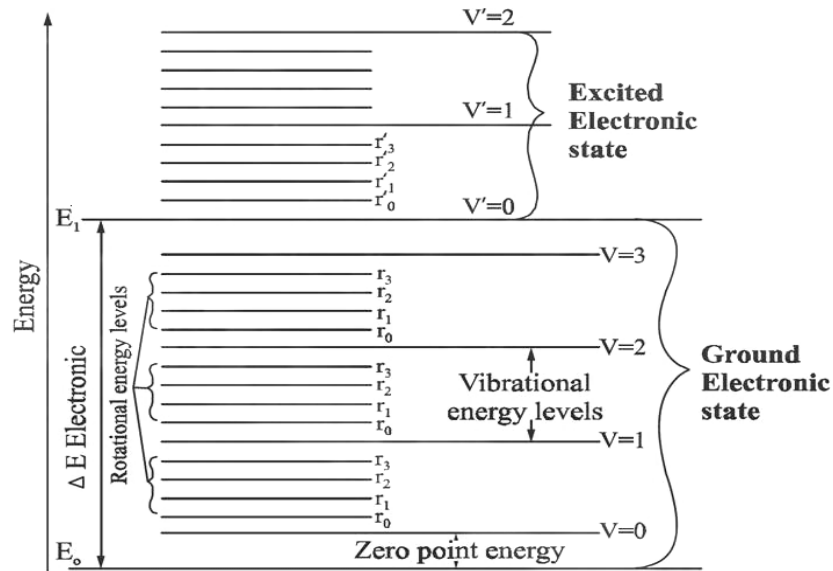 V'=2
Excited
Electronic
state
V'=1
r'3
r'2
r'1
r'0
V'=0
E1
V=3
r3
r2
r1
r0
V=2
r3
r2
r1
r0
Vibrational
energy levels
V=1
r3
r2
r1
r0
V=0
Zero point energy
Eo
Ground
Electronic
state
Energy
Δ E Electronic
Rotational energy levels